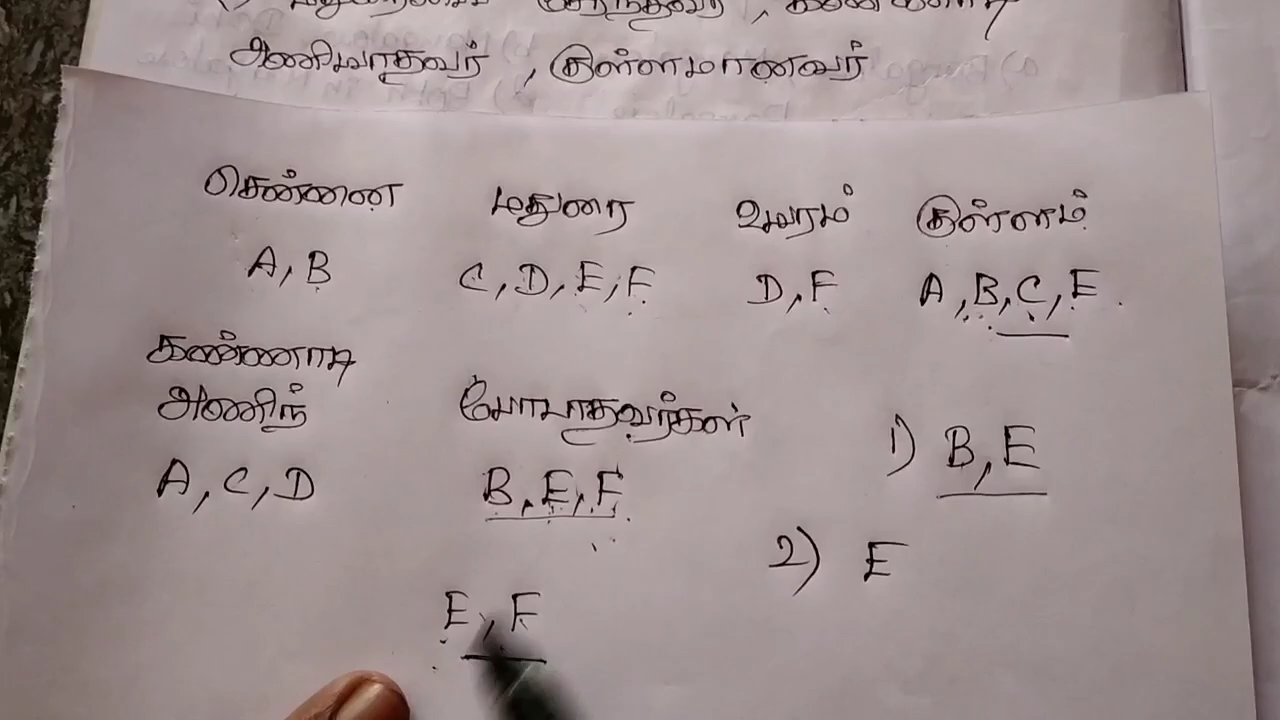 அணியாதவர் , குள்ளமானவர்
சென்னை மதுரை உயரம் குள்ளம்
A, B C, D, E, F D, F A, B, C, E
கண்ணாடி
அணிந் போடாதவர்கள்
A, C, D B, E, F 1) B, E
2) E
E, F